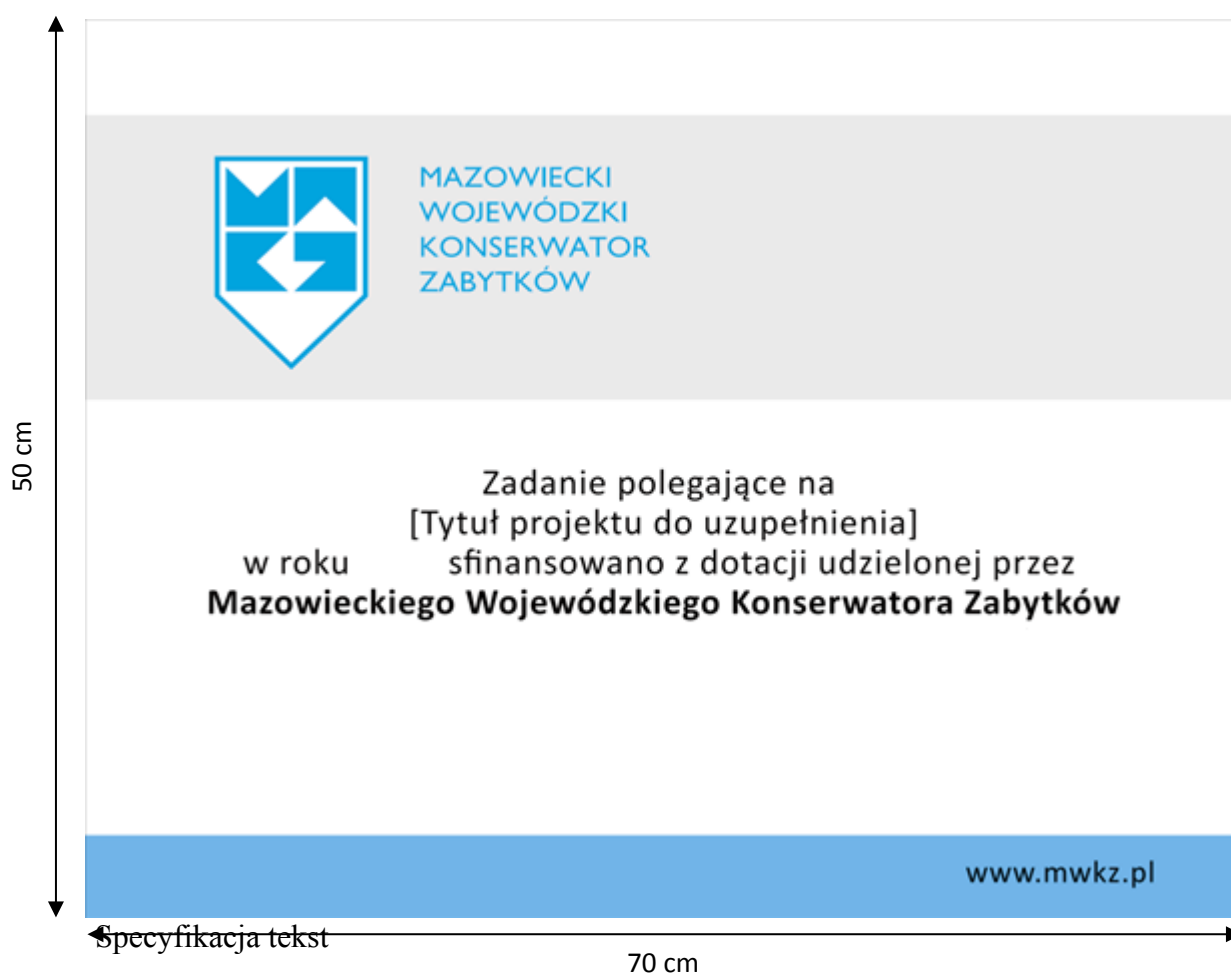 MAZOWIECKI
WOJEWÓDZKI
KONSERWATOR
ZABYTKÓW
50 cm
Zadanie polegające na
[Tytuł projektu do uzupełnienia]
w roku sfinansowano z dotacji udzielonej przez
Mazowieckiego Wojewódzkiego Konserwatora Zabytków
www.mwkz.pl
Specyfikacja tekst
70 cm